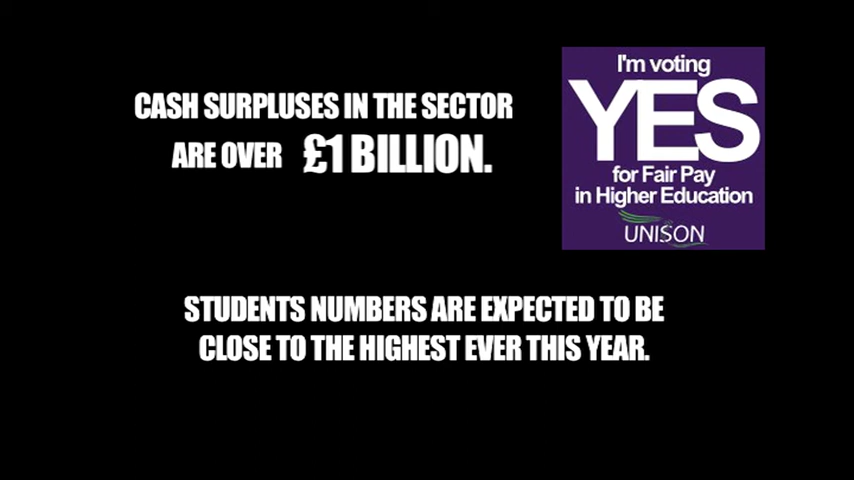 CASH SURPLUSES IN THE SECTOR
ARE OVER £1 BILLION.
I'm voting
YES
for Fair Pay
in Higher Education
UNISON
STUDENTS NUMBERS ARE EXPECTED TO BE
CLOSE TO THE HIGHEST EVER THIS YEAR.